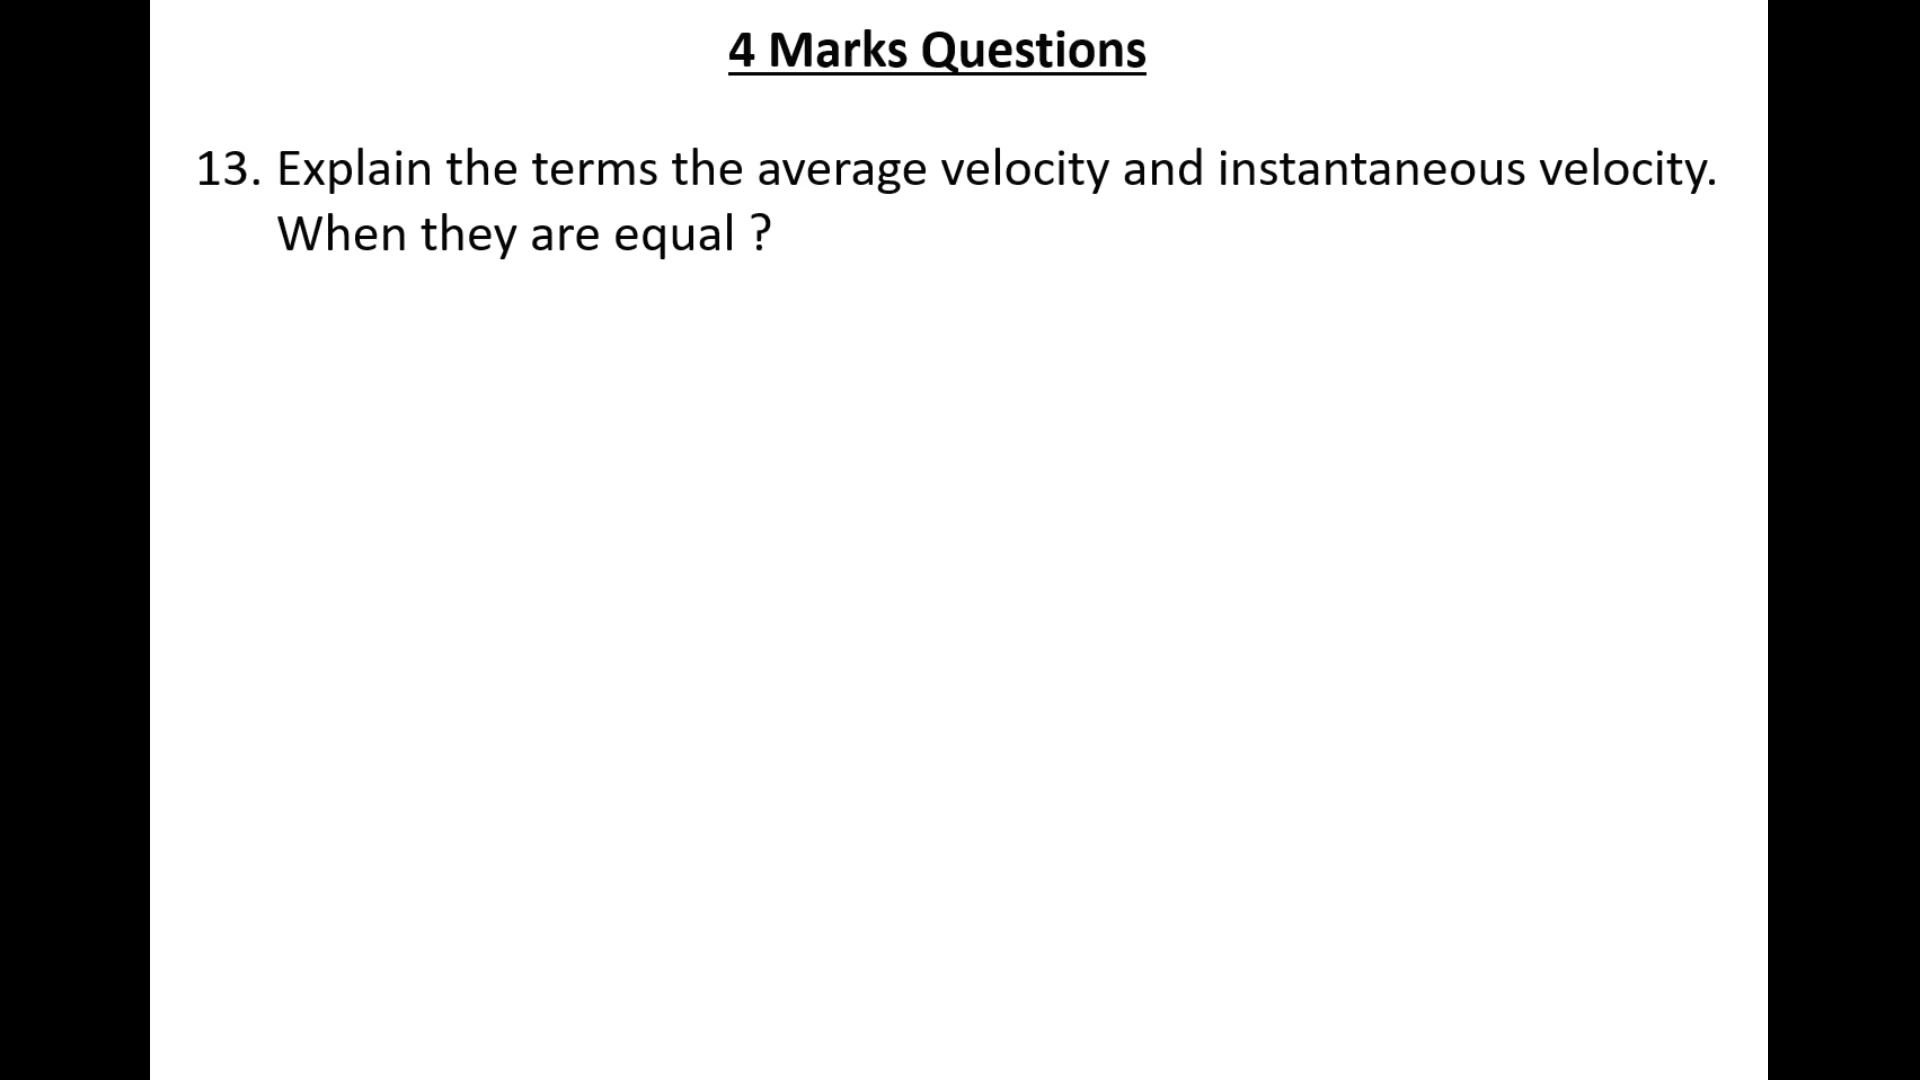 4 Marks Questions
13. Explain the terms the average velocity and instantaneous velocity.
When they are equal ?